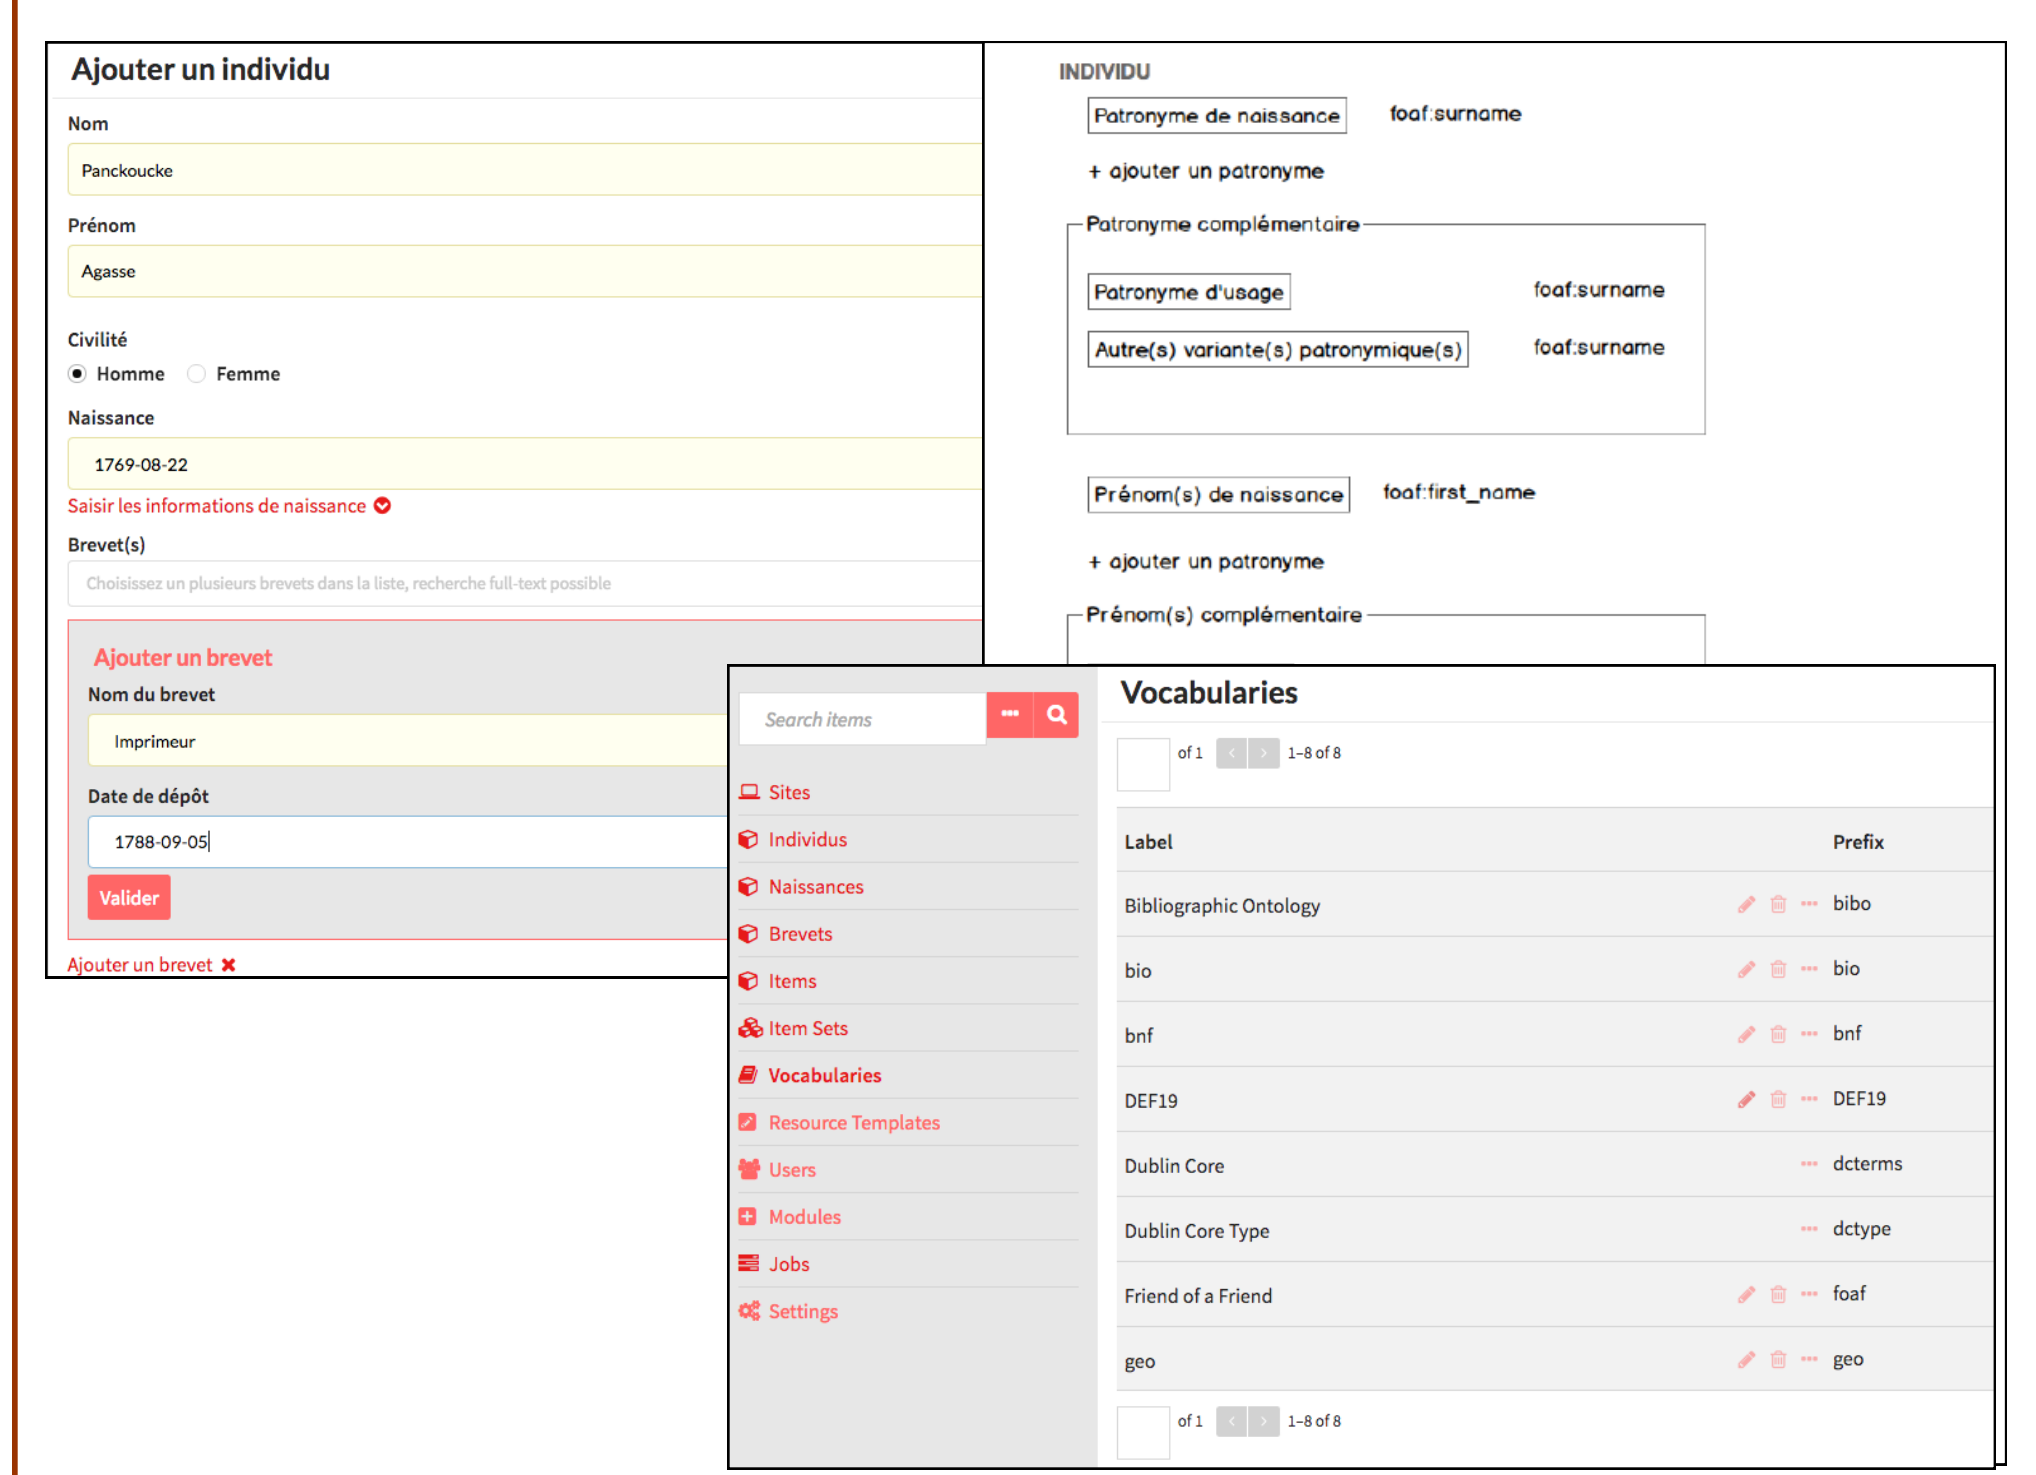 Ajouter un individu
Nom
Panckoucke
Prénom
Agasse
Civilité
Homme Femme
Naissance
1769-08-22
Saisir les informations de naissance
Brevet(s)
Choisissez un plusieurs brevets dans la liste, recherche full-text possible
Ajouter un brevet
Nom du brevet
Imprimeur
Date de dépôt
1788-09-05
Valider
Ajouter un brevet
INDIVIDU
Patronyme de naissance foaf:surname
+ ajouter un patronyme
Patronyme complémentaire
Patronyme d'usage foaf:surname
Autre(s) variante(s) patronymique(s) foaf:surname
Prénom(s) de naissance foaf:first_name
+ ajouter un patronyme
Prénom(s) complémentaire
Search items
Sites
Individus
Naissances
Brevets
Items
Item Sets
Vocabularies
Resource Templates
Users
Modules
Jobs
Settings
Vocabularies
of 1 1–8 of 8
Label Prefix
Bibliographic Ontology bibo
bio bio
bnf bnf
DEF19 DEF19
Dublin Core dcterms
Dublin Core Type dctype
Friend of a Friend foaf
geo geo
of 1 1–8 of 8